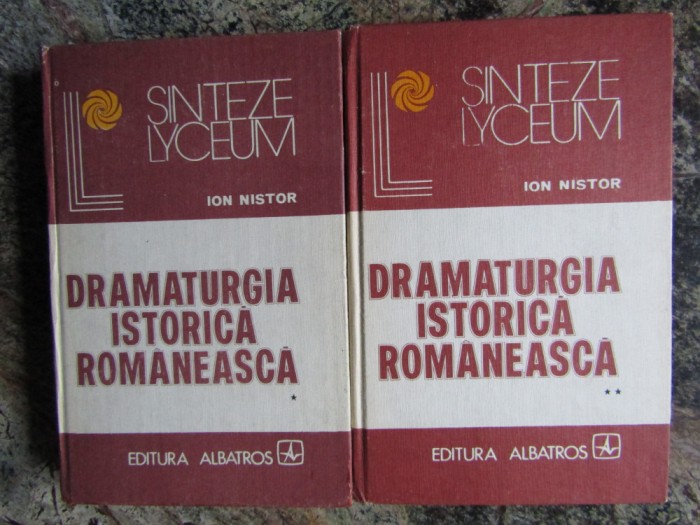 SINTEZE
LYCEUM
ION NISTOR
DRAMATURGIA
ISTORICĂ
ROMÂNEASCĂ
*
EDITURA ALBATROS
SINTEZE
LYCEUM
ION NISTOR
DRAMATURGIA
ISTORICĂ
ROMÂNEASCĂ
**
EDITURA ALBATROS